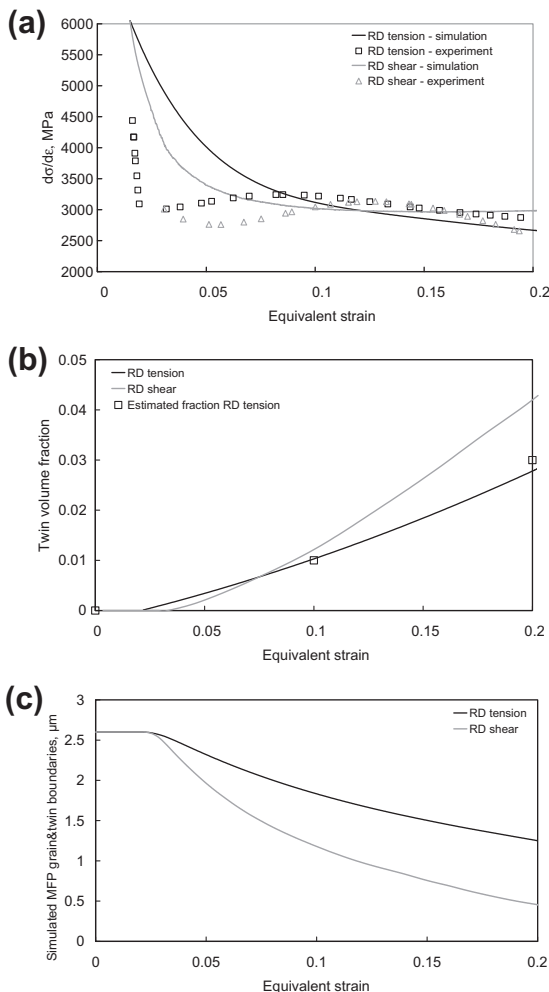 (a)
6000
5500
5000
4500
4000
3500
3000
2500
2000
dσ/dε, MPa
RD tension - simulation
RD tension - experiment
RD shear - simulation
RD shear - experiment
0.05
0.1
0.15
0.2
Equivalent strain
(b)
0.05
0.04
0.03
0.02
0.01
0
Twin volume fraction
RD tension
RD shear
Estimated fraction RD tension
0
0.05
0.1
0.15
0.2
Equivalent strain
(c)
3
2.5
2
1.5
1
0.5
0
Simulated MFP grain&twin boundaries, µm
RD tension
RD shear
0
0.05
0.1
0.15
0.2
Equivalent strain